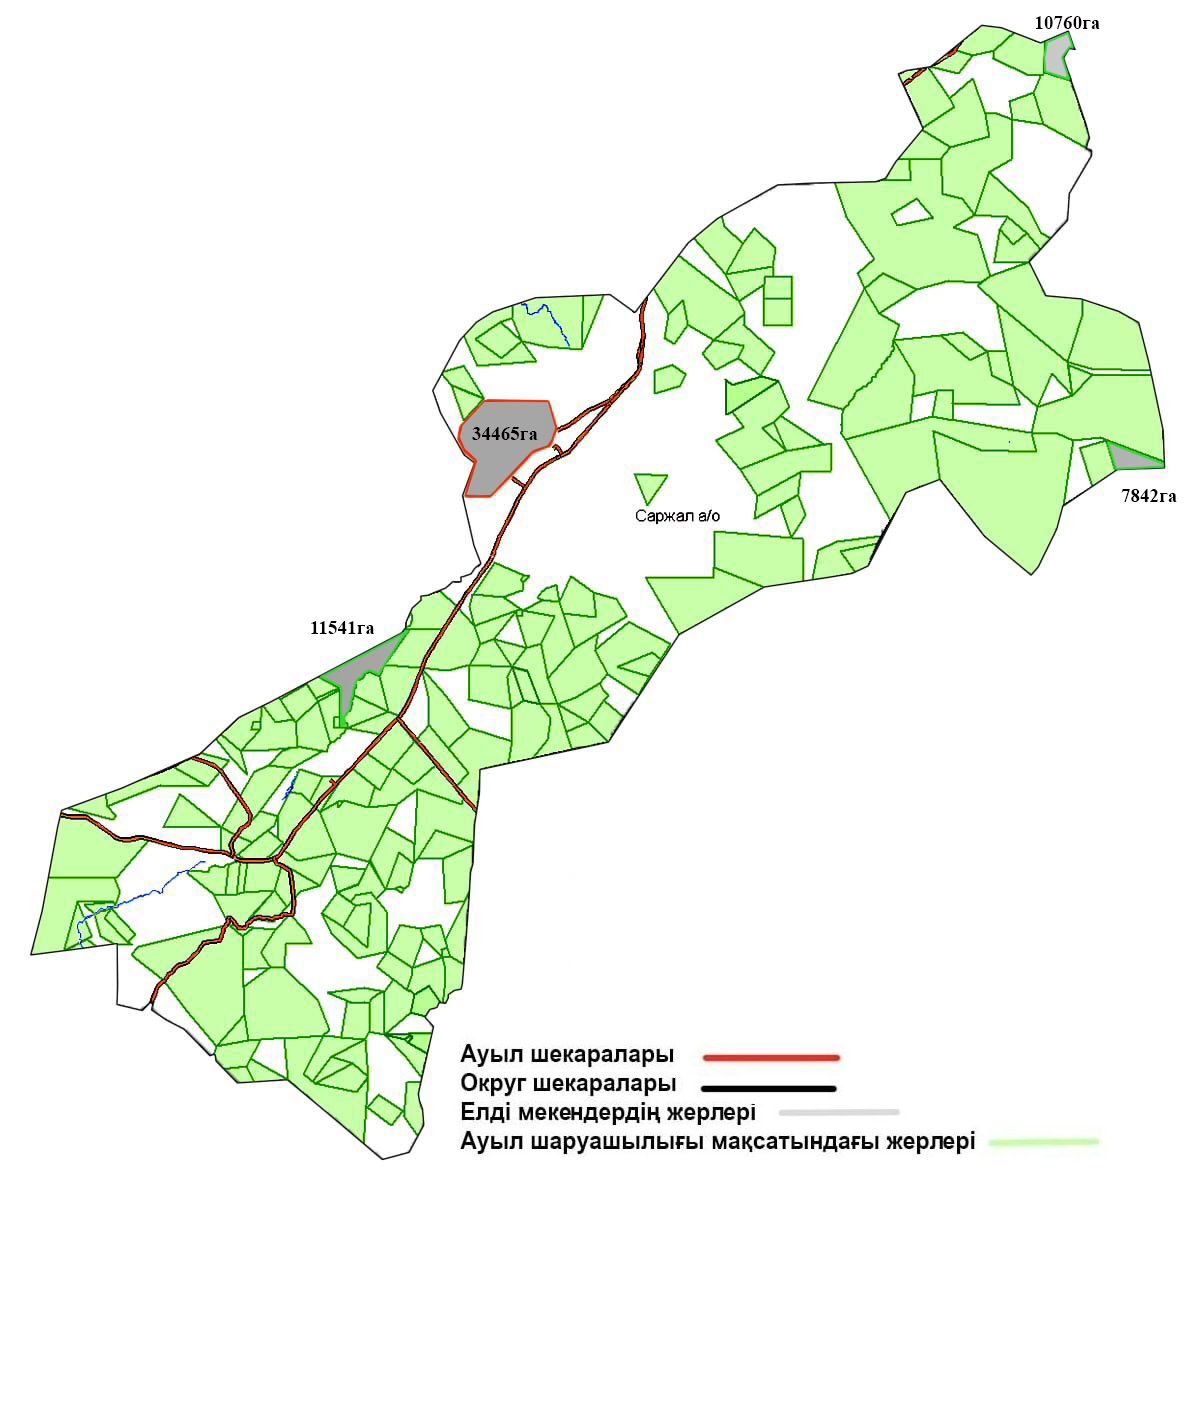 10760га
34465га
7842га
Саржал а/о
11541га
Ауыл шекаралары
Округ шекаралары
Елді мекендердің жерлері
Ауыл шаруашылығы мақсатындағы жерлері